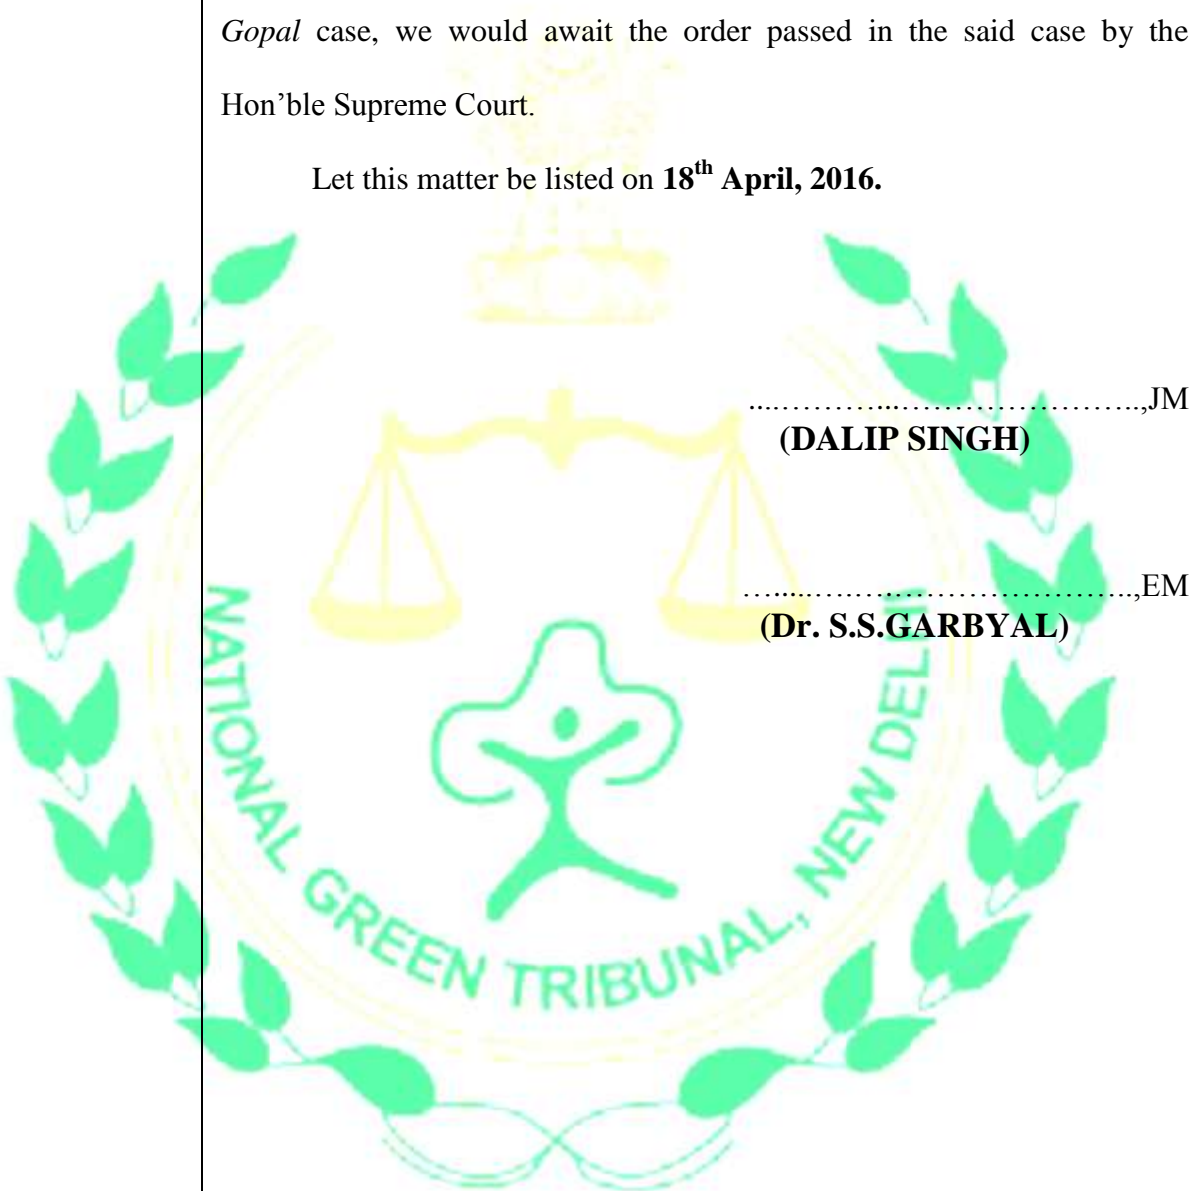 Gopal case, we would await the order passed in the said case by the
Hon’ble Supreme Court.
Let this matter be listed on 18th April, 2016.
....………...…………………..,JM
(DALIP SINGH)
…....……………………………..,EM
(Dr. S.S.GARBYAL)
NATIONAL GREEN TRIBUNAL, NEW DELHI